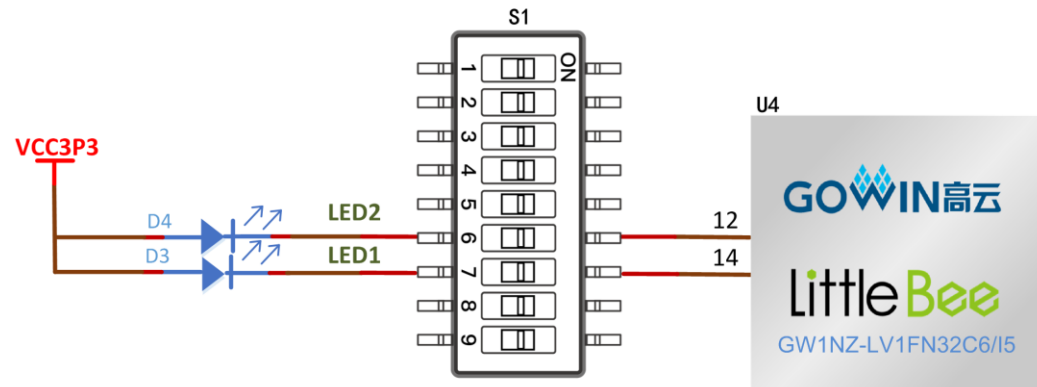 S1
ON
1
2
3
4
5
6
7
8
9
U4
VCC3P3
D4
LED2
D3
LED1
12
14
GOWIN高云
LittleBee
GW1NZ-LV1FN32C6/I5